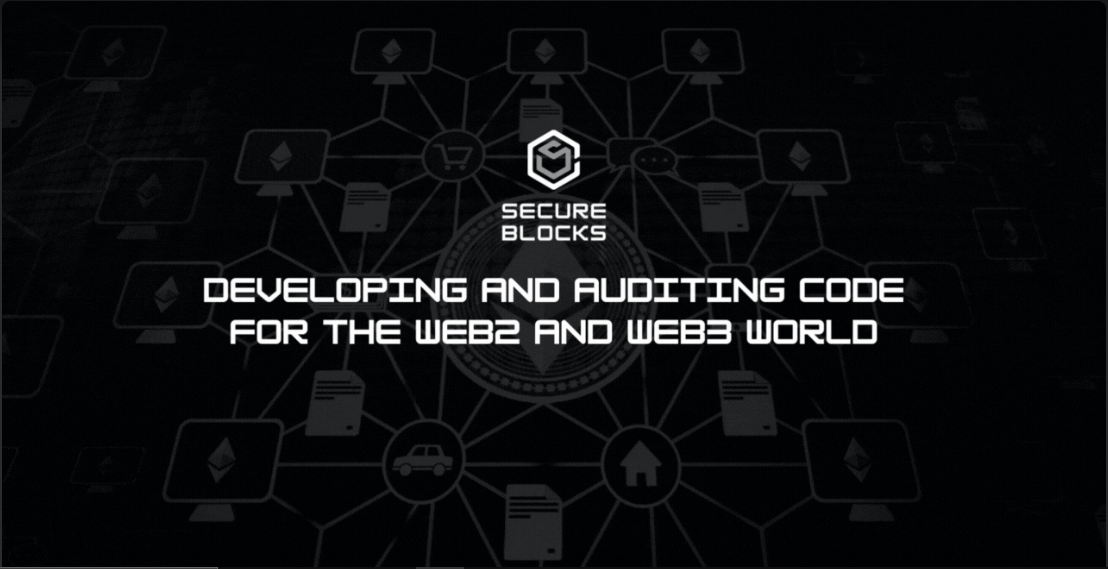 SECURE
BLOCKS
DEVELOPING AND AUDITING CODE
FOR THE WEB2 AND WEB3 WORLD